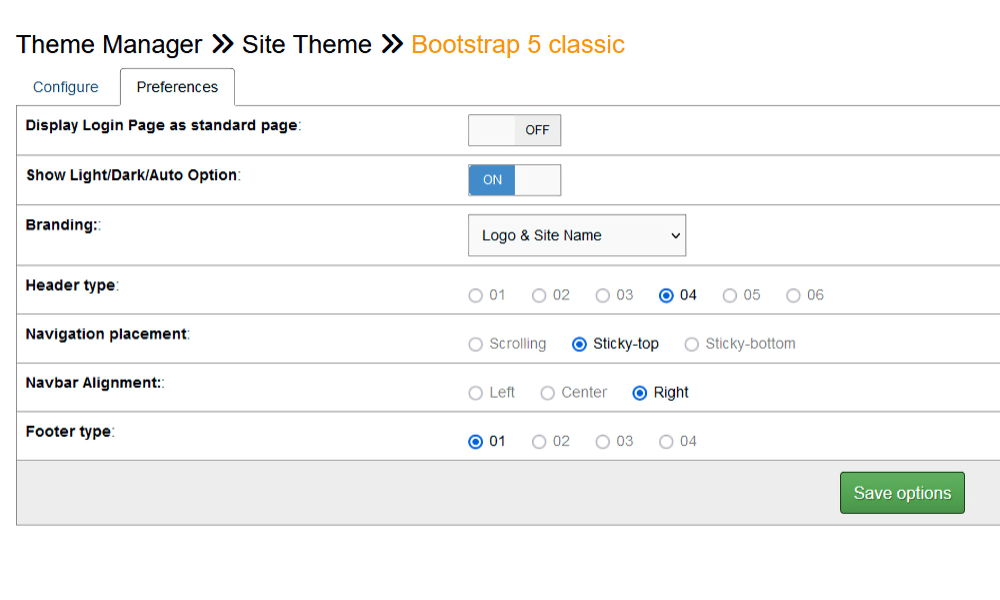 Theme Manager » Site Theme » Bootstrap 5 classic
Configure Preferences
Display Login Page as standard page: OFF
Show Light/Dark/Auto Option: ON
Branding:: Logo & Site Name
Header type: 01 02 03 04 05 06
Navigation placement: Scrolling Sticky-top Sticky-bottom
Navbar Alignment:: Left Center Right
Footer type: 01 02 03 04
Save options